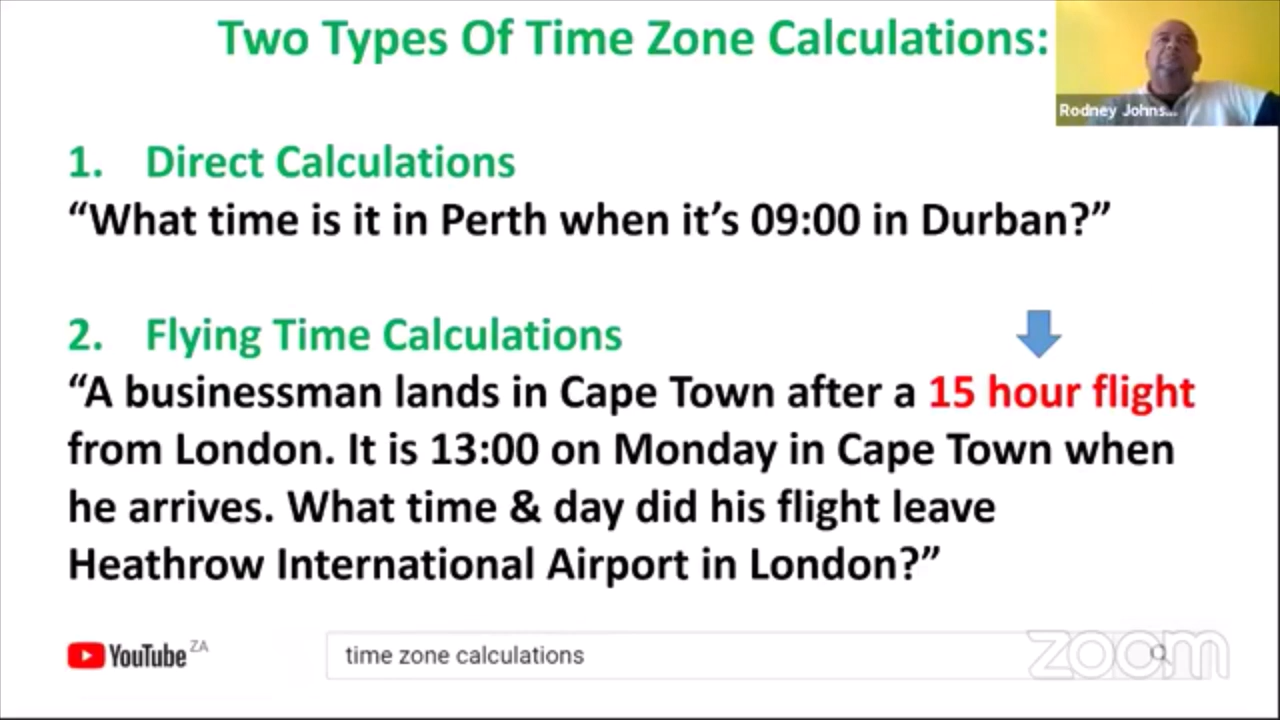 Two Types Of Time Zone Calculations:
Rodney Johns...
1. Direct Calculations
“What time is it in Perth when it’s 09:00 in Durban?”
2. Flying Time Calculations
“A businessman lands in Cape Town after a 15 hour flight
from London. It is 13:00 on Monday in Cape Town when
he arrives. What time & day did his flight leave
Heathrow International Airport in London?”
YouTube ZA
time zone calculations
zoom